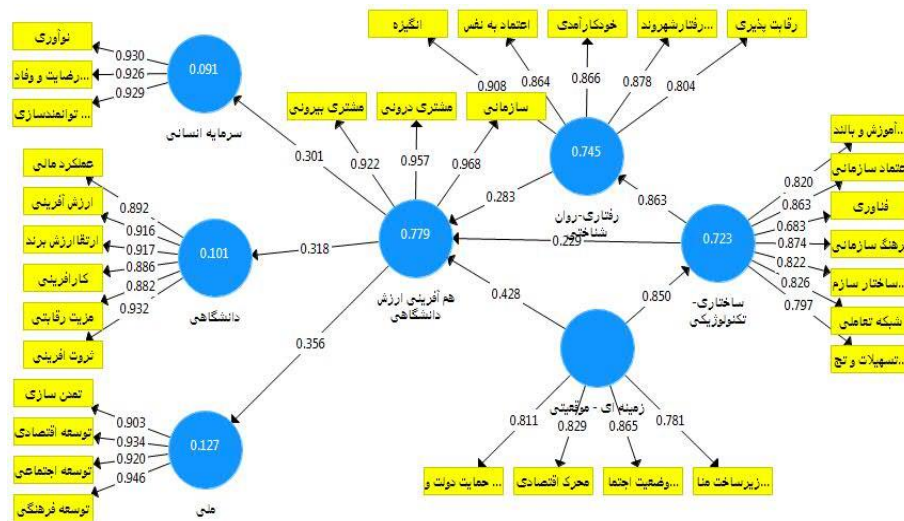 انگیزه
اعتماد به نفس
خودکارآمدی
رفتارشهروند...
رقابت پذیری
0.908
0.864
0.866
0.878
0.804
نوآوری
رضایت و وفاد...
توانمندسازی ...
0.930
0.926
0.929
0.091
سرمایه انسانی
مشتری بیرونی
مشتری درونی
سازمانی
0.922
0.957
0.968
0.745
رفتاری-روان
شناختی
0.301
0.283
0.863
آموزش و بالند...
اعتماد سازمانی
فناوری
فرهنگ سازمانی
ساختار سازم...
شبکه تعاملی
تسهیلات و تج...
0.820
0.863
0.683
0.874
0.822
0.826
0.797
0.723
ساختاری-
تکنولوژیکی
عملکرد مالی
ارزش آفرینی
ارتقاارزش برند
کارافرینی
مزیت رقابتی
ثروت افرینی
0.892
0.916
0.917
0.886
0.882
0.932
0.101
دانشگاهی
0.318
0.779
هم آفرینی ارزش
دانشگاهی
0.229
0.428
0.850
0.356
زمینه ای - موقعیتی
0.811
0.829
0.865
0.781
حمایت دولت و ...
محرک اقتصادی
وضعیت اجتما...
زیرساخت منا...
تمدن سازی
توسعه اقتصادی
توسعه اجتماعی
توسعه فرهنگی
0.903
0.934
0.920
0.946
0.127
ملی